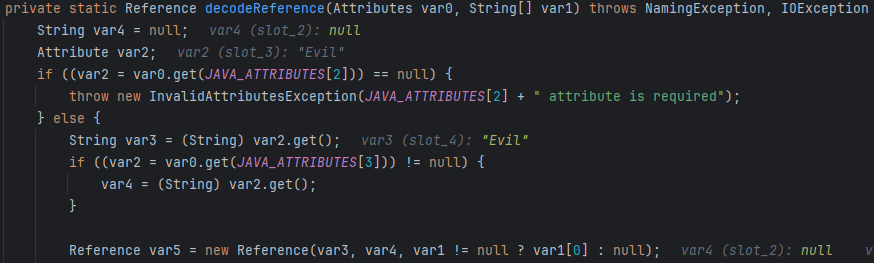 private static Reference decodeReference(Attributes var0, String[] var1) throws NamingException, IOException
String var4 = null; var4 (slot_2): null
Attribute var2; var2 (slot_3): "Evil"
if ((var2 = var0.get(JAVA_ATTRIBUTES[2])) == null) {
throw new InvalidAttributesException(JAVA_ATTRIBUTES[2] + " attribute is required");
} else {
String var3 = (String) var2.get(); var3 (slot_4): "Evil"
if ((var2 = var0.get(JAVA_ATTRIBUTES[3])) != null) {
var4 = (String) var2.get();
}
Reference var5 = new Reference(var3, var4, var1 != null ? var1[0] : null); var4 (slot_2): null v